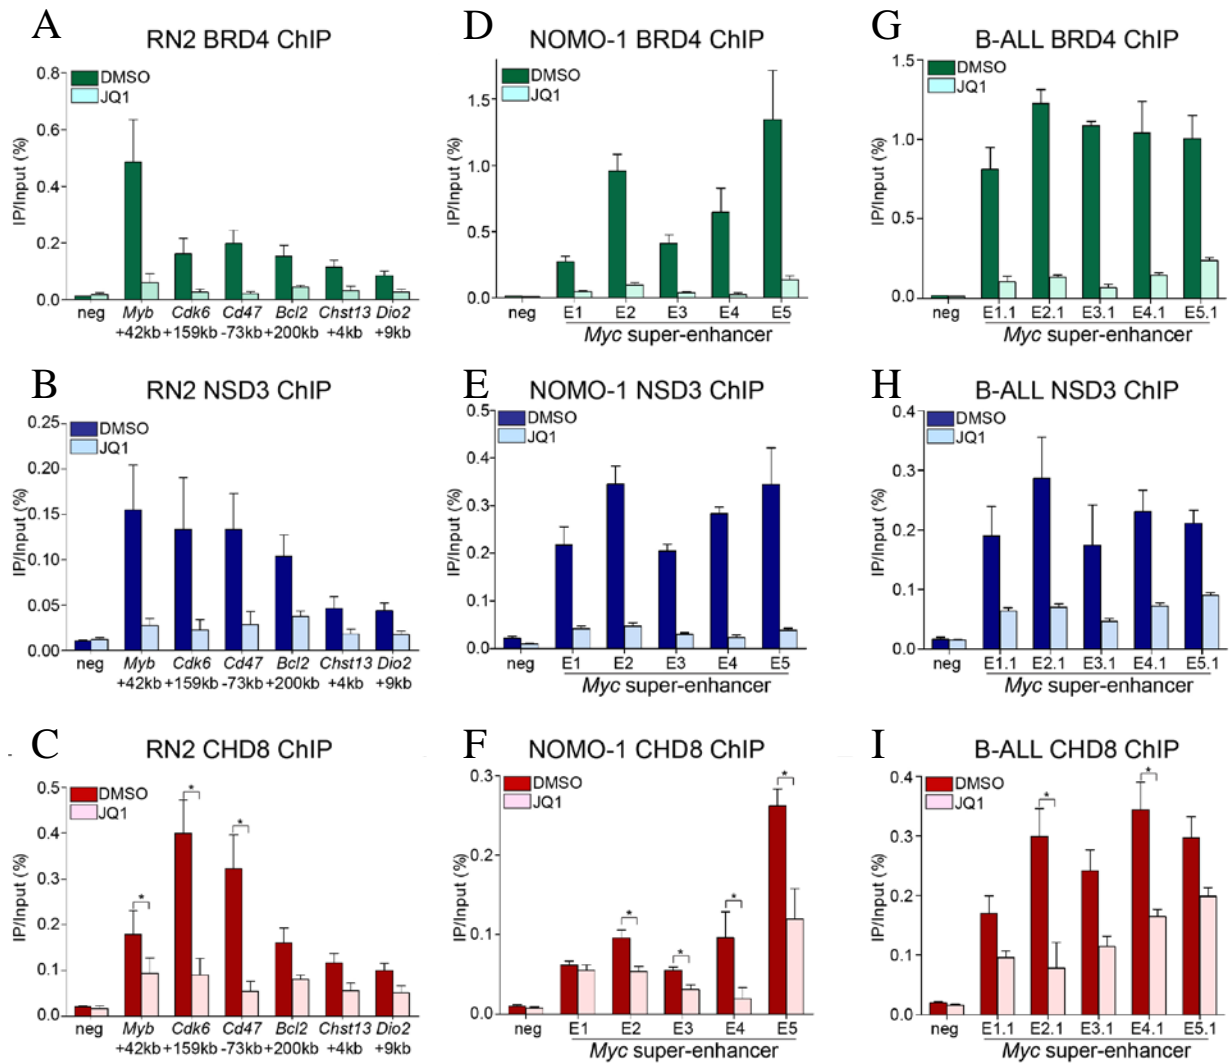 A
RN2 BRD4 ChIP
DMSO
JQ1
IP/Input (%)
0.8
0.6
0.4
0.2
0.0
neg Myb Cdk6 Cd47 Bcl2 Chst13 Dio2
+42kb +159kb -73kb +200kb +4kb +9kb
D
NOMO-1 BRD4 ChIP
DMSO
JQ1
IP/Input (%)
1.5
1.0
0.5
0.0
neg E1 E2 E3 E4 E5
Myc super-enhancer
G
B-ALL BRD4 ChIP
DMSO
JQ1
IP/Input (%)
1.5
1.0
0.5
0.0
neg E1.1 E2.1 E3.1 E4.1 E5.1
Myc super-enhancer
B
RN2 NSD3 ChIP
DMSO
JQ1
IP/Input (%)
0.25
0.20
0.15
0.10
0.05
0.00
neg Myb Cdk6 Cd47 Bcl2 Chst13 Dio2
+42kb +159kb -73kb +200kb +4kb +9kb
E
NOMO-1 NSD3 ChIP
DMSO
JQ1
IP/Input (%)
0.5
0.4
0.3
0.2
0.1
0.0
neg E1 E2 E3 E4 E5
Myc super-enhancer
H
B-ALL NSD3 ChIP
DMSO
JQ1
IP/Input (%)
0.4
0.3
0.2
0.1
0.0
neg E1.1 E2.1 E3.1 E4.1 E5.1
Myc super-enhancer
C
RN2 CHD8 ChIP
DMSO
JQ1
IP/Input (%)
0.5
0.4
0.3
0.2
0.1
0.0
* * *
neg Myb Cdk6 Cd47 Bcl2 Chst13 Dio2
+42kb +159kb -73kb +200kb +4kb +9kb
F
NOMO-1 CHD8 ChIP
DMSO
JQ1
IP/Input (%)
0.3
0.2
0.1
0.0
* * * *
neg E1 E2 E3 E4 E5
Myc super-enhancer
I
B-ALL CHD8 ChIP
DMSO
JQ1
IP/Input (%)
0.4
0.3
0.2
0.1
0.0
* *
neg E1.1 E2.1 E3.1 E4.1 E5.1
Myc super-enhancer